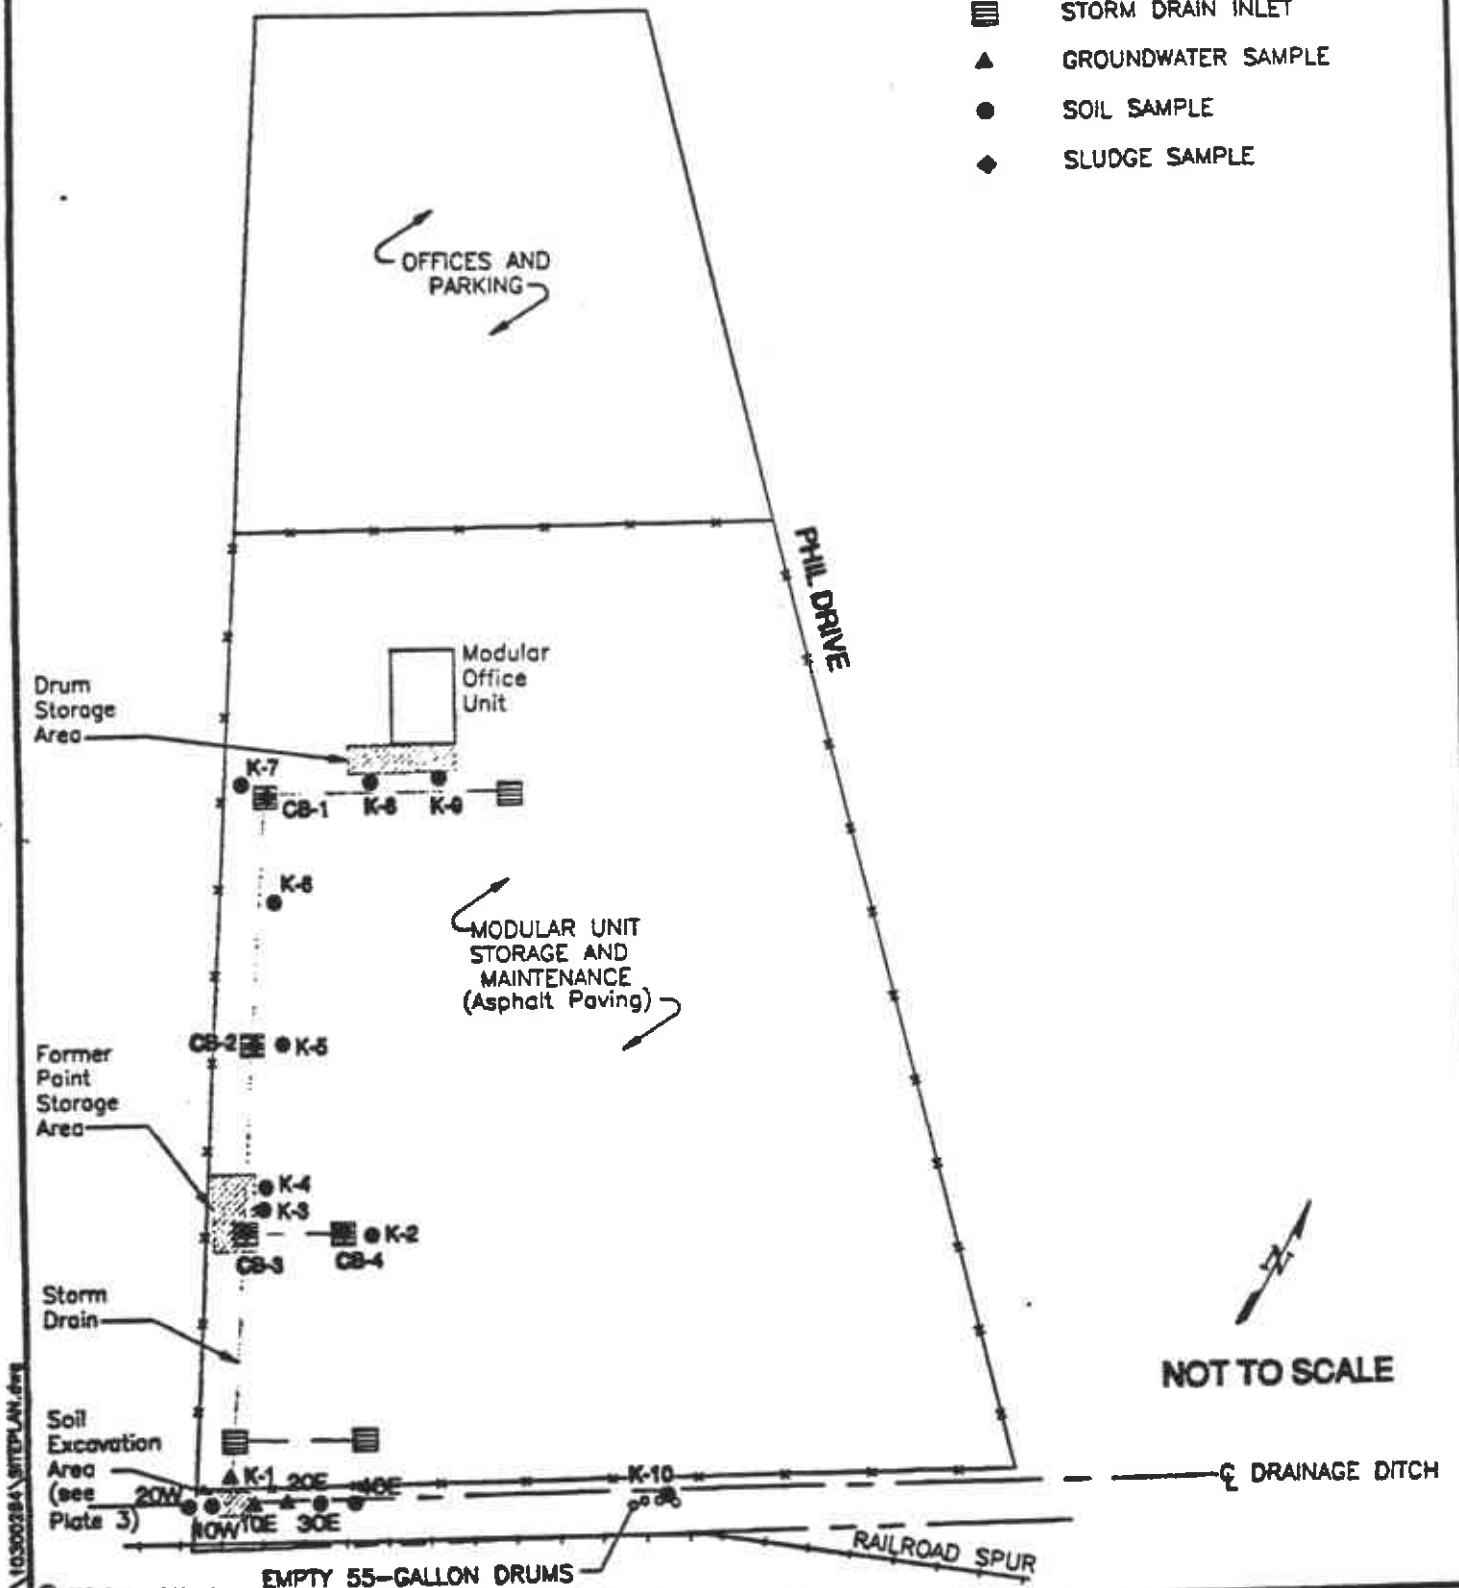 STORM DRAIN INLET
GROUNDWATER SAMPLE
SOIL SAMPLE
SLUDGE SAMPLE
OFFICES AND
PARKING
PHIL DRIVE
Modular
Office
Unit
Drum
Storage
Area
K-7
CB-1
K-8
K-9
K-6
MODULAR UNIT
STORAGE AND
MAINTENANCE
(Asphalt Paving)
CB-2
K-5
Former
Paint
Storage
Area
K-4
K-3
K-2
CB-3
CB-4
Storm
Drain
N
NOT TO SCALE
Soil
Excavation
Area
(see
Plate 3)
K-1
20E
40E
K-10
20W
10W
10E
30E
℄ DRAINAGE DITCH
RAILROAD SPUR
EMPTY 55-GALLON DRUMS
\10300284\SITEPLAN.dwg